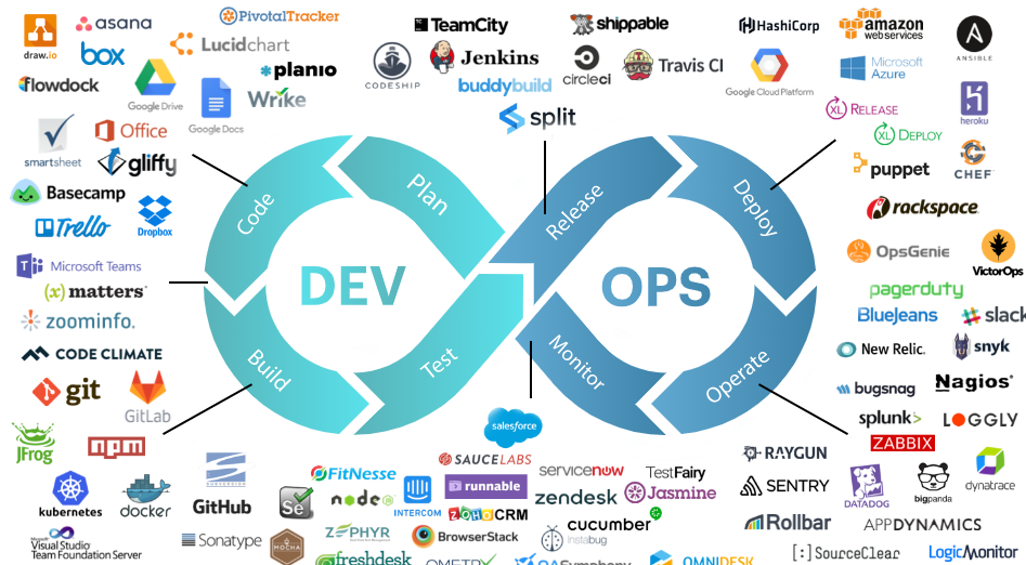 draw.io
asana
PivotalTracker
TeamCity
shippable
HashiCorp
amazon
webservices
ANSIBLE
box
Lucidchart
planio
CODESHIP
Jenkins
circleci
Travis CI
Google Cloud Platform
Microsoft
Azure
flowdock
Google Drive
Google Docs
Wrike
buddybuild
split
XL RELEASE
XL DEPLOY
heroku
smartsheet
Office
gliffy
puppet
CHEF
Basecamp
Trello
Dropbox
rackspace
Code
Plan
Release
Deploy
Microsoft Teams
(x) matters
zoominfo.
DEV
OPS
OpsGenie
VictorOps
pagerduty
BlueJeans
slack
CODE CLIMATE
git
GitLab
Build
Test
Monitor
Operate
New Relic.
snyk
bugsnag
Nagios
splunk>
LOGGLY
JFrog
npm
salesforce
ZABBIX
kubernetes
docker
GitHub
FitNesse
SAUCELABS
servicenow
TestFairy
RAYGUN
Se
node
JS
INTERCOM
runnable
zendesk
Jasmine
SENTRY
DATADOG
bigpanda
dynatrace
ZOHO CRM
cucumber
Rollbar
APPDYNAMICS
Microsoft
Visual Studio
Team Foundation Server
Sonatype
MOCHA
ZEPHYR
BrowserStack
instabug
[:]SourceClear
LogicMonitor
freshdesk
QASymphony
OMNIDESK